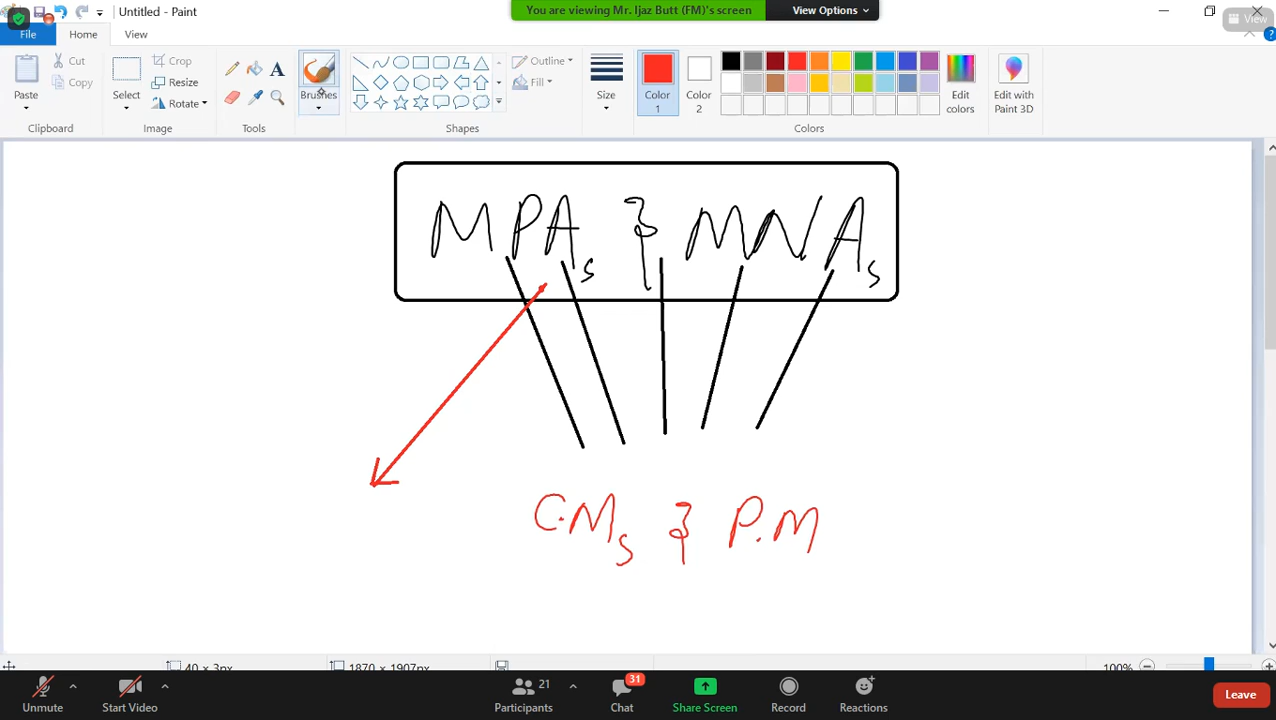 Untitled - Paint
You are viewing Mr. Ijaz Butt (FM)'s screen
View Options
View
File
Home
View
Paste
Cut
Copy
Clipboard
Select
Crop
Resize
Rotate
Image
Tools
Brushes
Shapes
Outline
Fill
Size
Color 1
Color 2
Colors
Edit colors
Edit with Paint 3D
MPAs & MNAs
C.Ms & P.M
40 × 3px
1870 × 1907px
100%
Unmute
Start Video
21
Participants
31
Chat
Share Screen
Record
Reactions
Leave